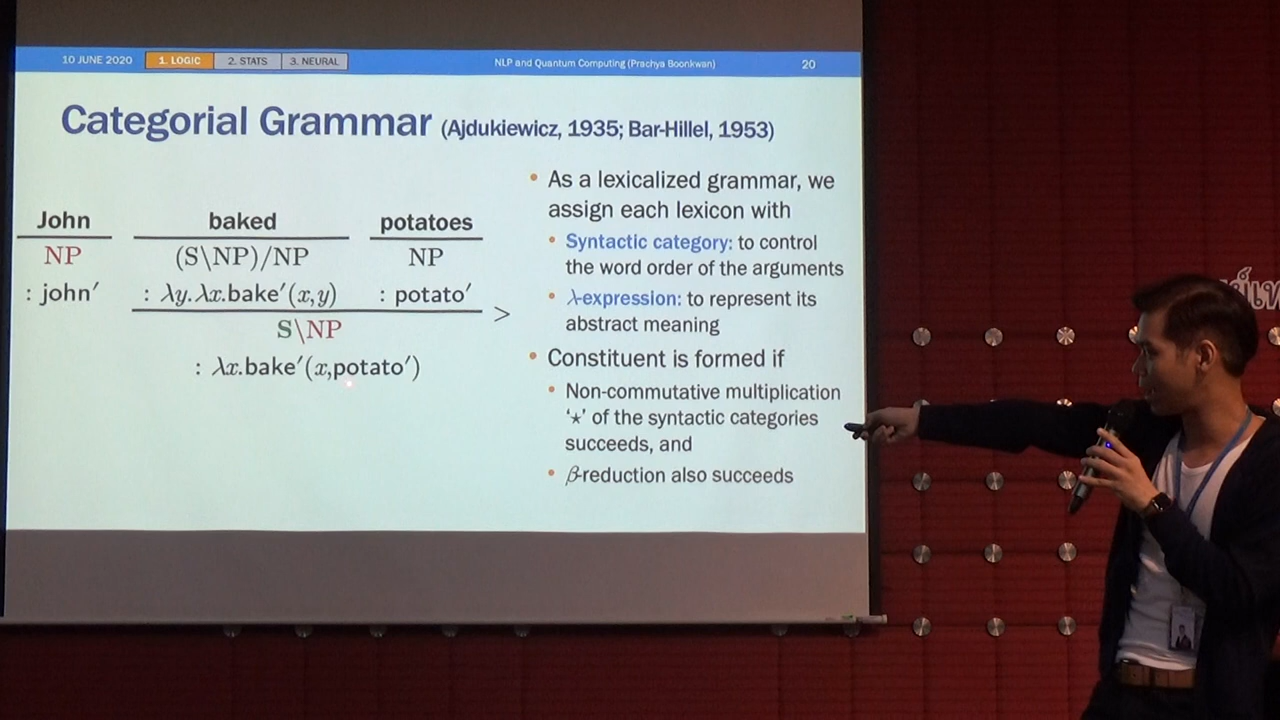 10 JUNE 2020 1. LOGIC 2. STATS 3. NEURAL NLP and Quantum Computing (Prachya Boonkwan) 20
Categorial Grammar (Ajdukiewicz, 1935; Bar-Hillel, 1953)
John baked potatoes
NP (S\NP)/NP NP
: john′ : λy.λx.bake′(x,y) : potato′
>
S\NP
: λx.bake′(x,potato′)
• As a lexicalized grammar, we
assign each lexicon with
• Syntactic category: to control
the word order of the arguments
• λ-expression: to represent its
abstract meaning
• Constituent is formed if
• Non-commutative multiplication
‘⋆’ of the syntactic categories
succeeds, and
• β-reduction also succeeds